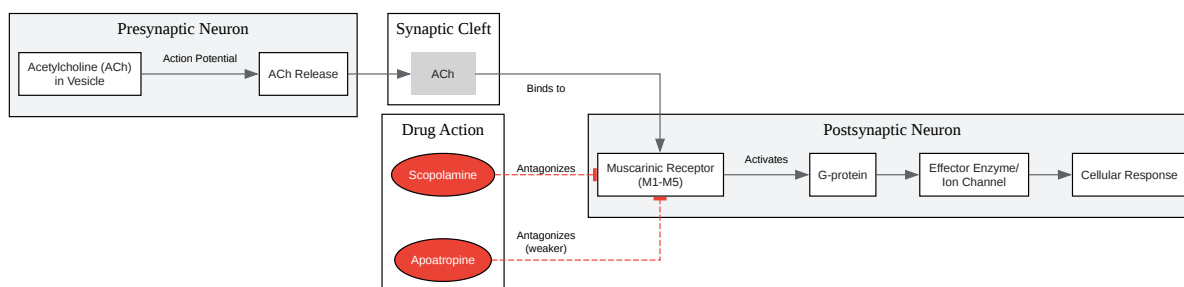 Presynaptic Neuron
Acetylcholine (ACh)
in Vesicle
Action Potential
ACh Release
Synaptic Cleft
ACh
Binds to
Drug Action
Scopolamine
Antagonizes
Apoatropine
Antagonizes
(weaker)
Postsynaptic Neuron
Muscarinic Receptor
(M1-M5)
Activates
G-protein
Effector Enzyme/
Ion Channel
Cellular Response